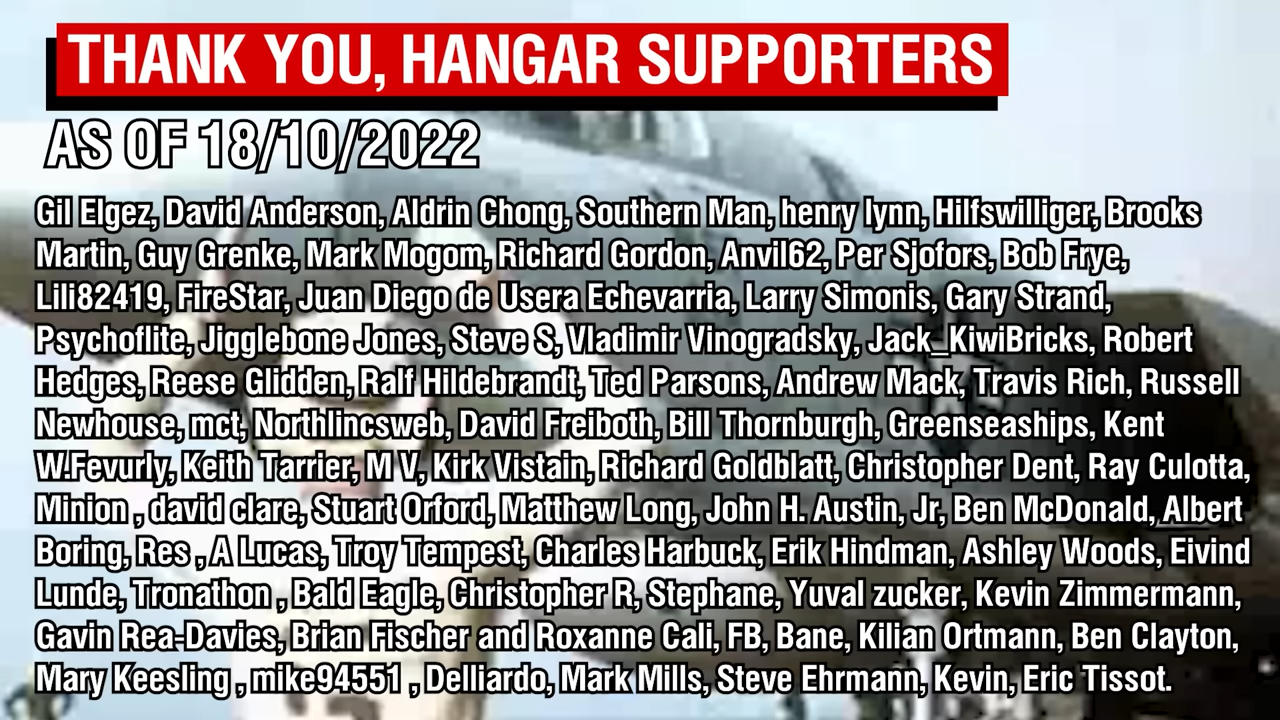 THANK YOU, HANGAR SUPPORTERS
AS OF 18/10/2022
Gil Elgez, David Anderson, Aldrin Chong, Southern Man, henry lynn, Hilfswilliger, Brooks
Martin, Guy Grenke, Mark Mogom, Richard Gordon, Anvil62, Per Sjofors, Bob Frye,
Lili82419, FireStar, Juan Diego de Usera Echevarria, Larry Simonis, Gary Strand,
Psychoflite, Jigglebone Jones, Steve S, Vladimir Vinogradsky, Jack_KiwiBricks, Robert
Hedges, Reese Glidden, Ralf Hildebrandt, Ted Parsons, Andrew Mack, Travis Rich, Russell
Newhouse, mct, Northlincsweb, David Freiboth, Bill Thornburgh, Greenseaships, Kent
W.Fevurly, Keith Tarrier, M V, Kirk Vistain, Richard Goldblatt, Christopher Dent, Ray Culotta,
Minion , david clare, Stuart Orford, Matthew Long, John H. Austin, Jr, Ben McDonald, Albert
Boring, Res , A Lucas, Troy Tempest, Charles Harbuck, Erik Hindman, Ashley Woods, Eivind
Lunde, Tronathon , Bald Eagle, Christopher R, Stephane, Yuval zucker, Kevin Zimmermann,
Gavin Rea-Davies, Brian Fischer and Roxanne Cali, FB, Bane, Kilian Ortmann, Ben Clayton,
Mary Keesling , mike94551 , Delliardo, Mark Mills, Steve Ehrmann, Kevin, Eric Tissot.